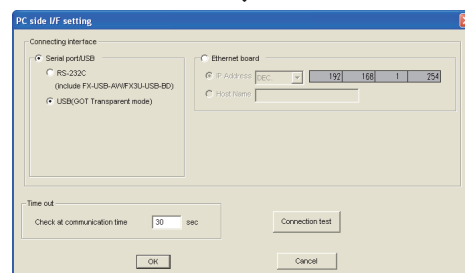 PC side I/F setting
Connecting interface
Serial port/USB
RS-232C
(include FX-USB-AW/FX3U-USB-BD)
USB(GOT Transparent mode)
Ethernet board
IP Address DEC. 192 168 1 254
Host Name
Time out
Check at communication time 30 sec
Connection test
OK Cancel